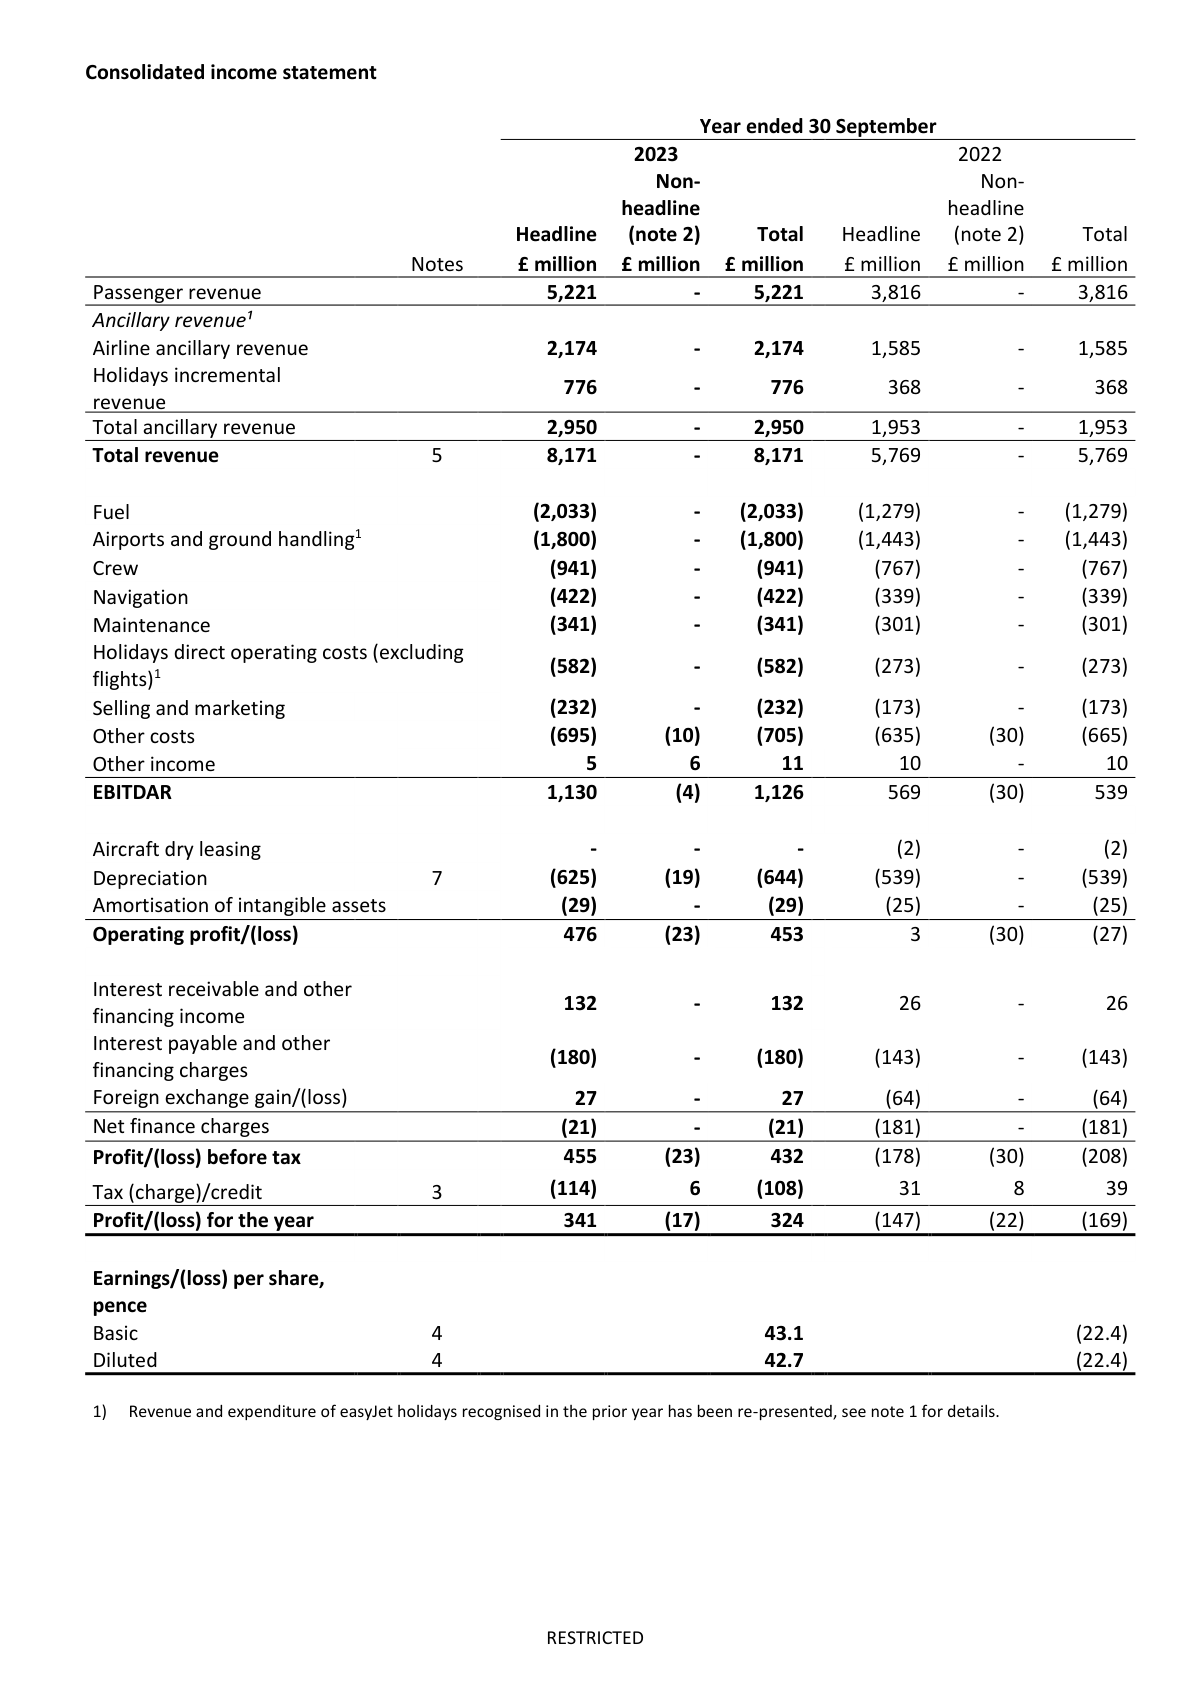 Consolidated income statement
Year ended 30 September
2023 2022
Non- Non-
headline headline
Headline (note 2) Total Headline (note 2) Total
Notes £ million £ million £ million £ million £ million £ million
Passenger revenue 5,221 - 5,221 3,816 - 3,816
Ancillary revenue¹
Airline ancillary revenue 2,174 - 2,174 1,585 - 1,585
Holidays incremental
revenue 776 - 776 368 - 368
Total ancillary revenue 2,950 - 2,950 1,953 - 1,953
Total revenue 5 8,171 - 8,171 5,769 - 5,769
Fuel (2,033) - (2,033) (1,279) - (1,279)
Airports and ground handling¹ (1,800) - (1,800) (1,443) - (1,443)
Crew (941) - (941) (767) - (767)
Navigation (422) - (422) (339) - (339)
Maintenance (341) - (341) (301) - (301)
Holidays direct operating costs (excluding
flights)¹ (582) - (582) (273) - (273)
Selling and marketing (232) - (232) (173) - (173)
Other costs (695) (10) (705) (635) (30) (665)
Other income 5 6 11 10 - 10
EBITDAR 1,130 (4) 1,126 569 (30) 539
Aircraft dry leasing - - - (2) - (2)
Depreciation 7 (625) (19) (644) (539) - (539)
Amortisation of intangible assets (29) - (29) (25) - (25)
Operating profit/(loss) 476 (23) 453 3 (30) (27)
Interest receivable and other
financing income 132 - 132 26 - 26
Interest payable and other
financing charges (180) - (180) (143) - (143)
Foreign exchange gain/(loss) 27 - 27 (64) - (64)
Net finance charges (21) - (21) (181) - (181)
Profit/(loss) before tax 455 (23) 432 (178) (30) (208)
Tax (charge)/credit 3 (114) 6 (108) 31 8 39
Profit/(loss) for the year 341 (17) 324 (147) (22) (169)
Earnings/(loss) per share,
pence
Basic 4 43.1 (22.4)
Diluted 4 42.7 (22.4)
1) Revenue and expenditure of easyJet holidays recognised in the prior year has been re-presented, see note 1 for details.
RESTRICTED